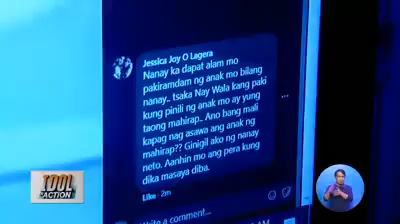 Jessica Joy O Lagera
Nanay ka dapat alam mo
pakiramdam ng anak mo bilang
nanay.. tsaka Nay Wala kang paki
kung pinili ng anak mo ay yung
taong mahirap.. Ano bang mali
kapag nag asawa ang anak ng
mahirap?? Ginigil ako ng nanay
neto. Aanhin mo ang pera kung
dika masaya diba.
Like 2m
Write a comment...
IDOL
IN ACTION